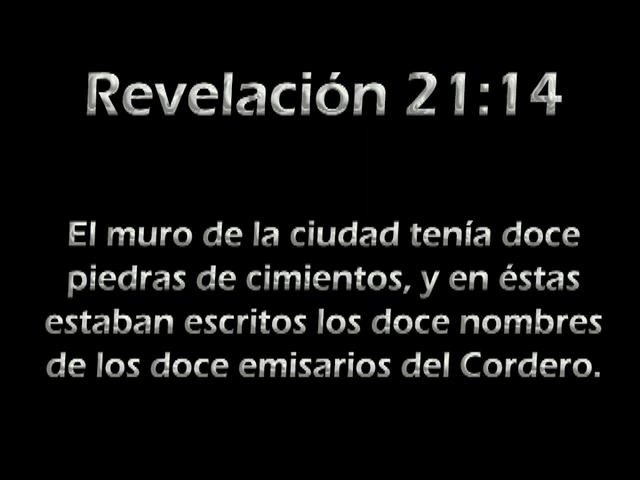 Revelación 21:14
El muro de la ciudad tenía doce
piedras de cimientos, y en éstas
estaban escritos los doce nombres
de los doce emisarios del Cordero.